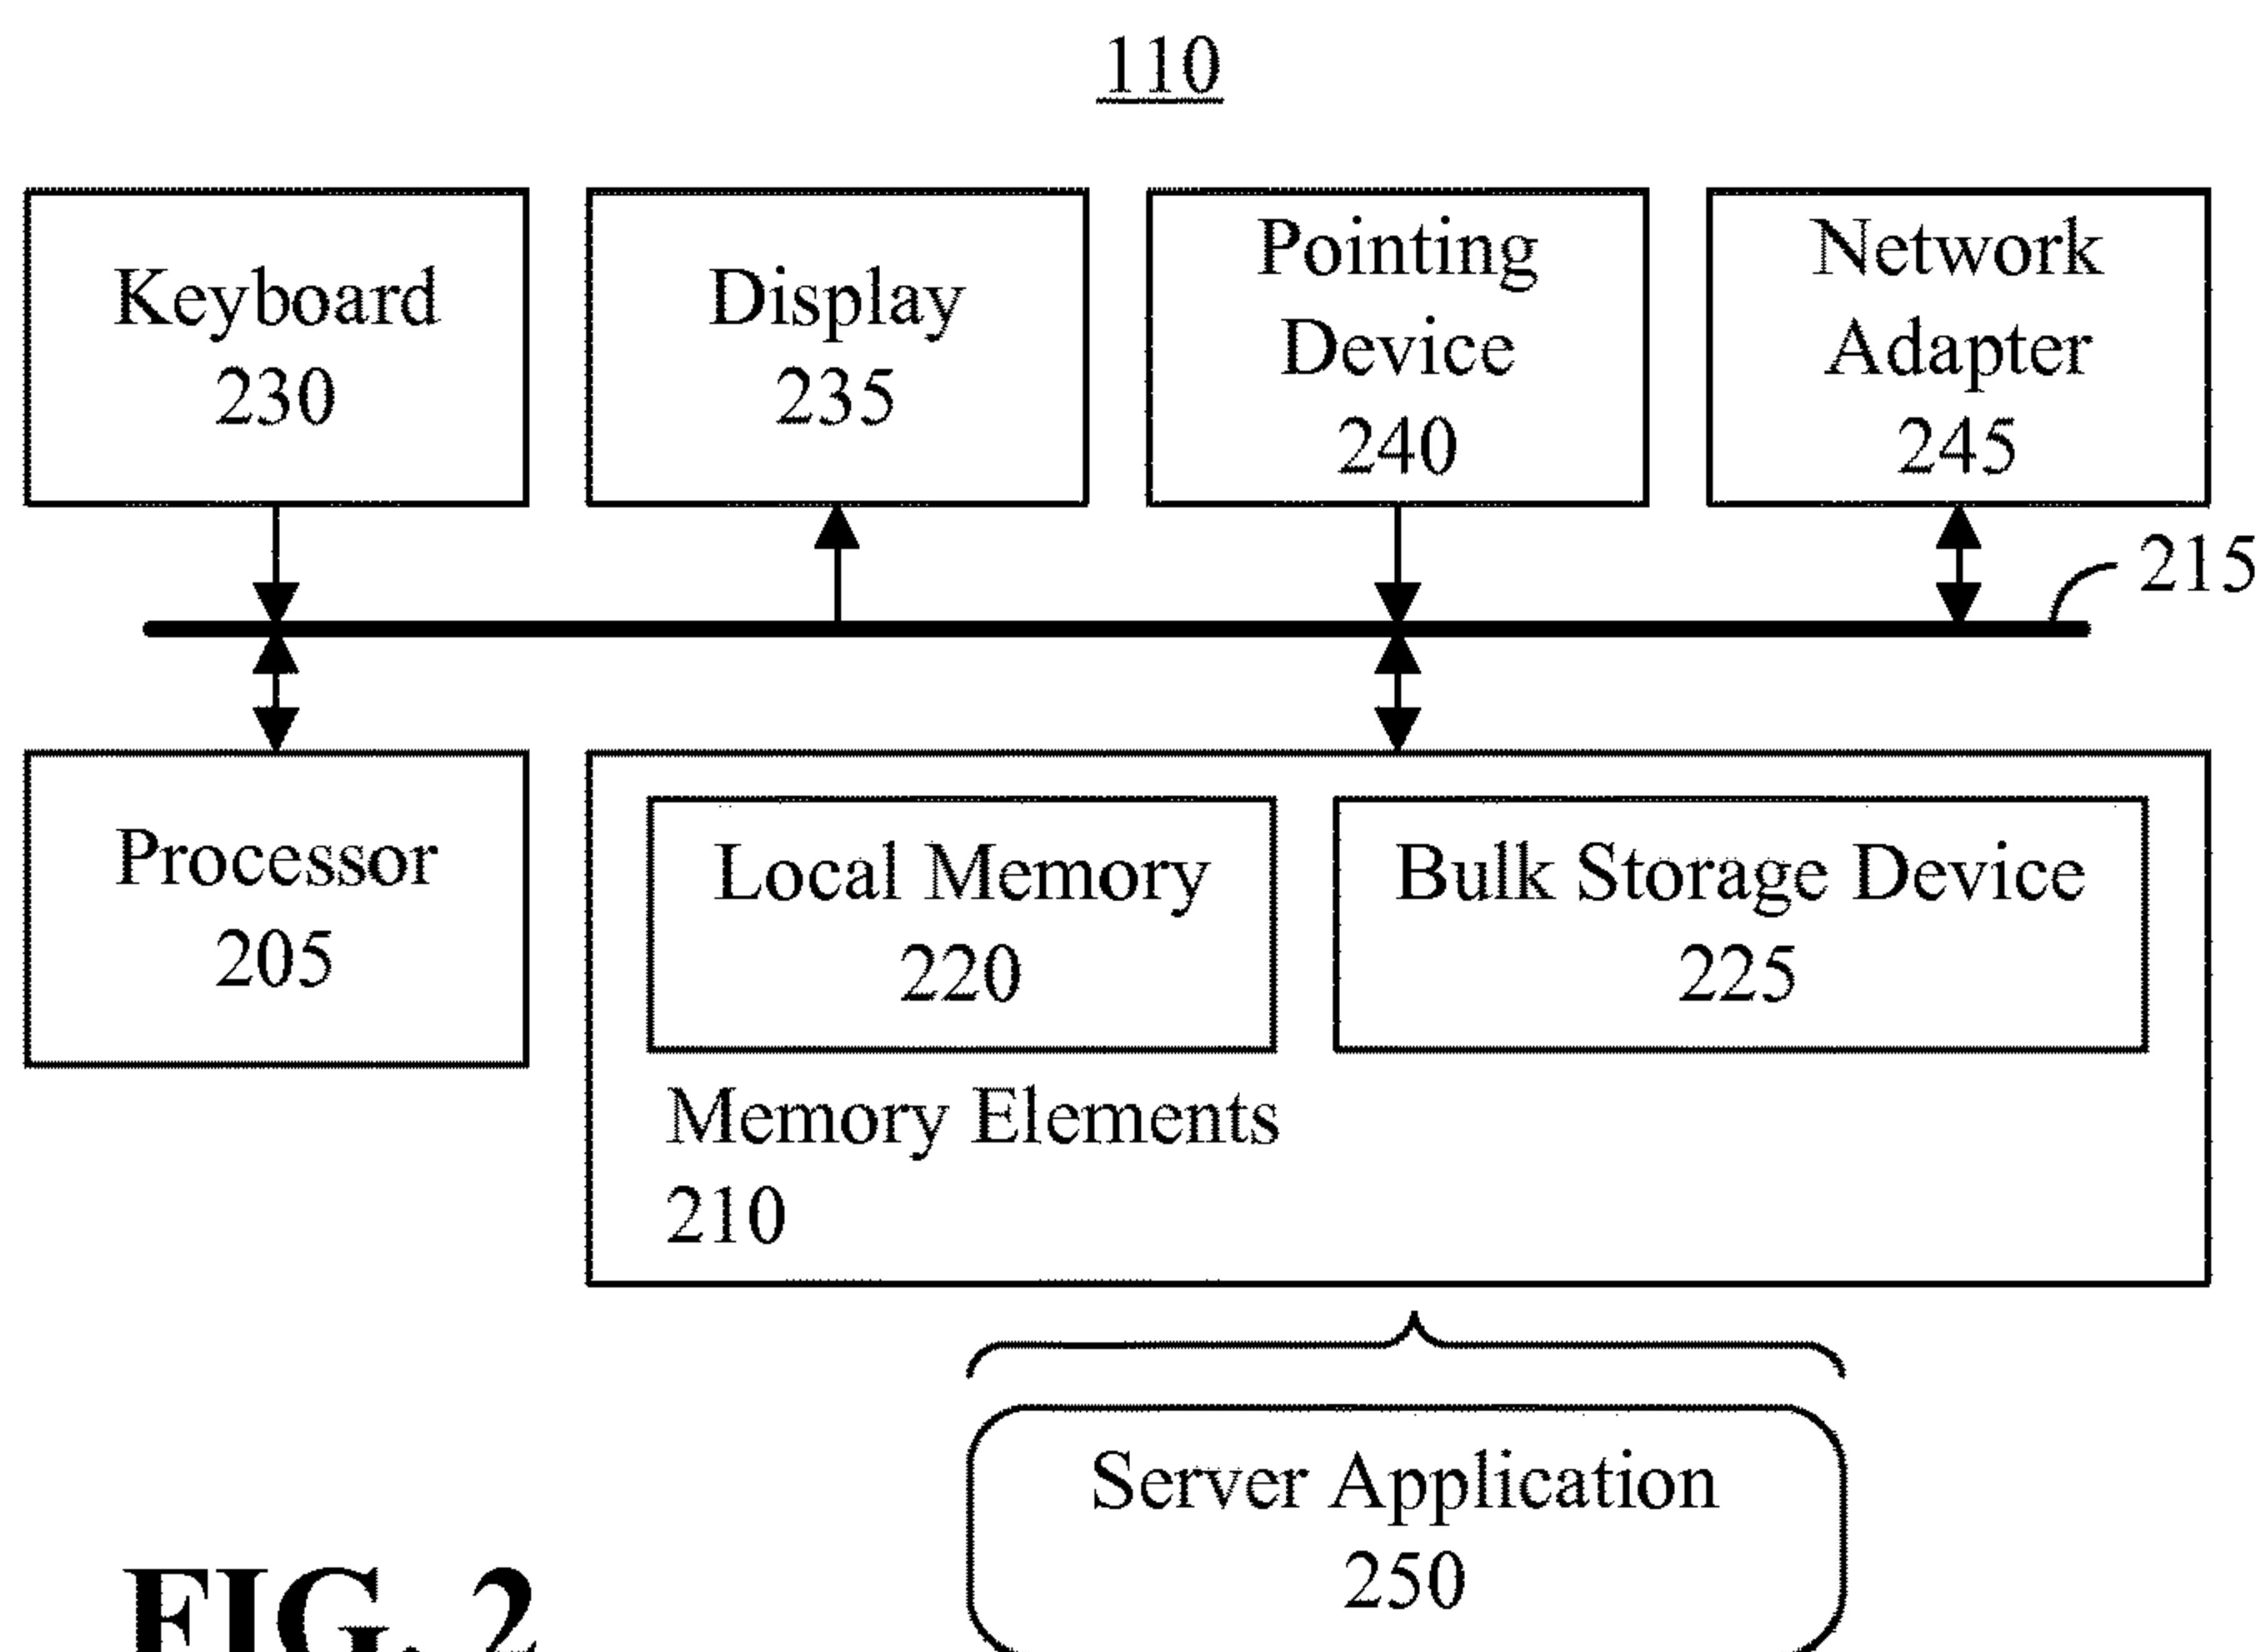 110
Keyboard
230
Display
235
Pointing
Device
240
Network
Adapter
245
215
Processor
205
Local Memory
220
Bulk Storage Device
225
Memory Elements
210
Server Application
250
FIG. 2